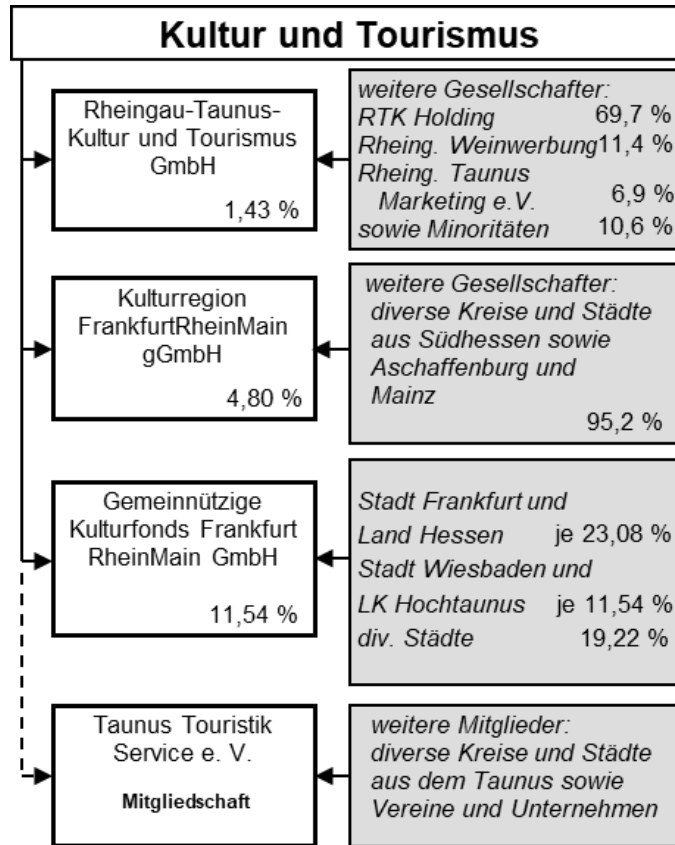 Kultur und Tourismus
Rheingau-Taunus-
Kultur und Tourismus
GmbH
1,43 %
weitere Gesellschafter:
RTK Holding 69,7 %
Rheing. Weinwerbung 11,4 %
Rheing. Taunus
Marketing e.V. 6,9 %
sowie Minoritäten 10,6 %
Kulturregion
FrankfurtRheinMain
gGmbH
4,80 %
weitere Gesellschafter:
diverse Kreise und Städte
aus Südhessen sowie
Aschaffenburg und
Mainz
95,2 %
Gemeinnützige
Kulturfonds Frankfurt
RheinMain GmbH
11,54 %
Stadt Frankfurt und
Land Hessen je 23,08 %
Stadt Wiesbaden und
LK Hochtaunus je 11,54 %
div. Städte 19,22 %
Taunus Touristik
Service e. V.
Mitgliedschaft
weitere Mitglieder:
diverse Kreise und Städte
aus dem Taunus sowie
Vereine und Unternehmen